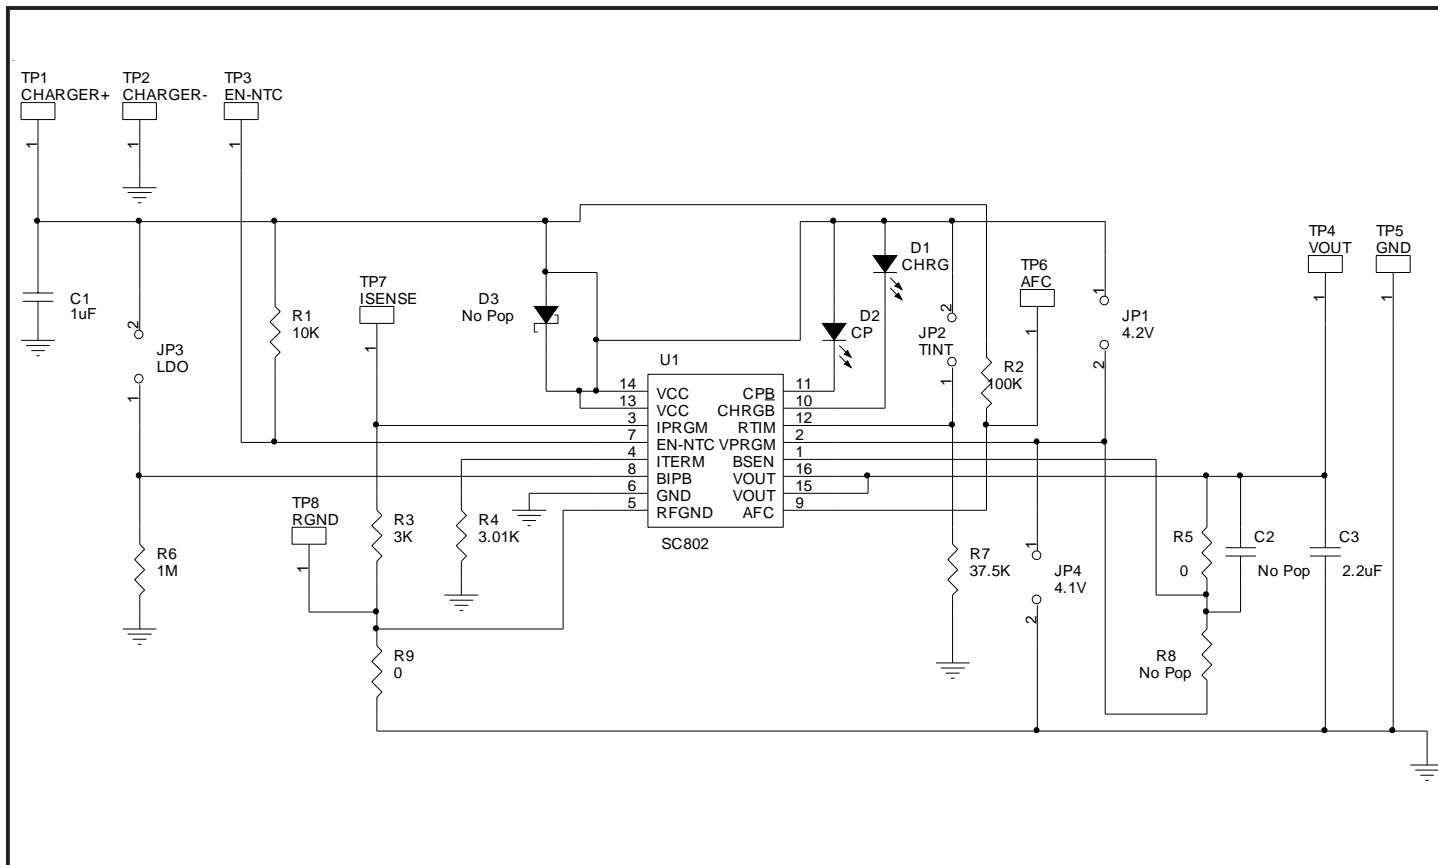 TP1
CHARGER+
1
TP2
CHARGER-
1
TP3
EN-NTC
1
C1
1uF
2
JP3
LDO
1
R1
10K
TP7
ISENSE
1
D3
No Pop
D1
CHRG
D2
CP
2
JP2
TINT
1
TP6
AFC
1
R2
100K
1
JP1
4.2V
2
TP4
VOUT
1
TP5
GND
1
U1
14 VCC CPB 11
13 VCC CHRGB 10
3 IPRGM RTIM 12
7 EN-NTC VPRGM 2
4 ITERM BSEN 1
8 BIPB VOUT 16
6 GND VOUT 15
5 RFGND AFC 9
SC802
TP8
RGND
1
R3
3K
R4
3.01K
R6
1M
R9
0
R7
37.5K
1
JP4
4.1V
2
R5
0
C2
No Pop
C3
2.2uF
R8
No Pop